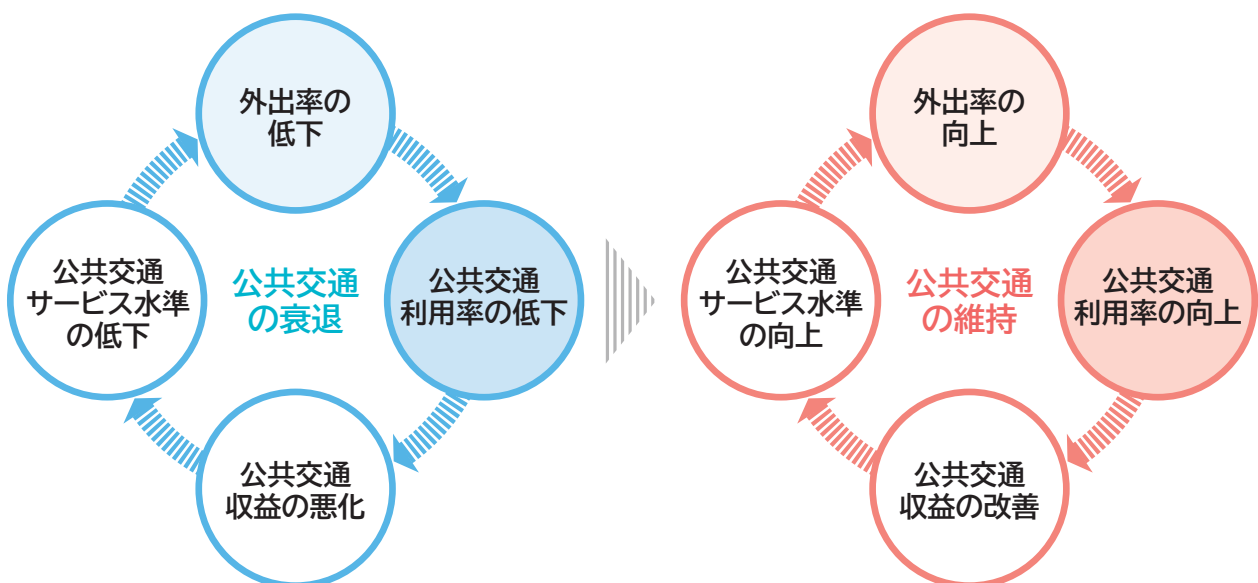 外出率の
低下
公共交通
利用率の低下
公共交通
収益の悪化
公共交通
サービス水準
の低下
公共交通
の衰退
外出率の
向上
公共交通
利用率の向上
公共交通
収益の改善
公共交通
サービス水準
の向上
公共交通
の維持